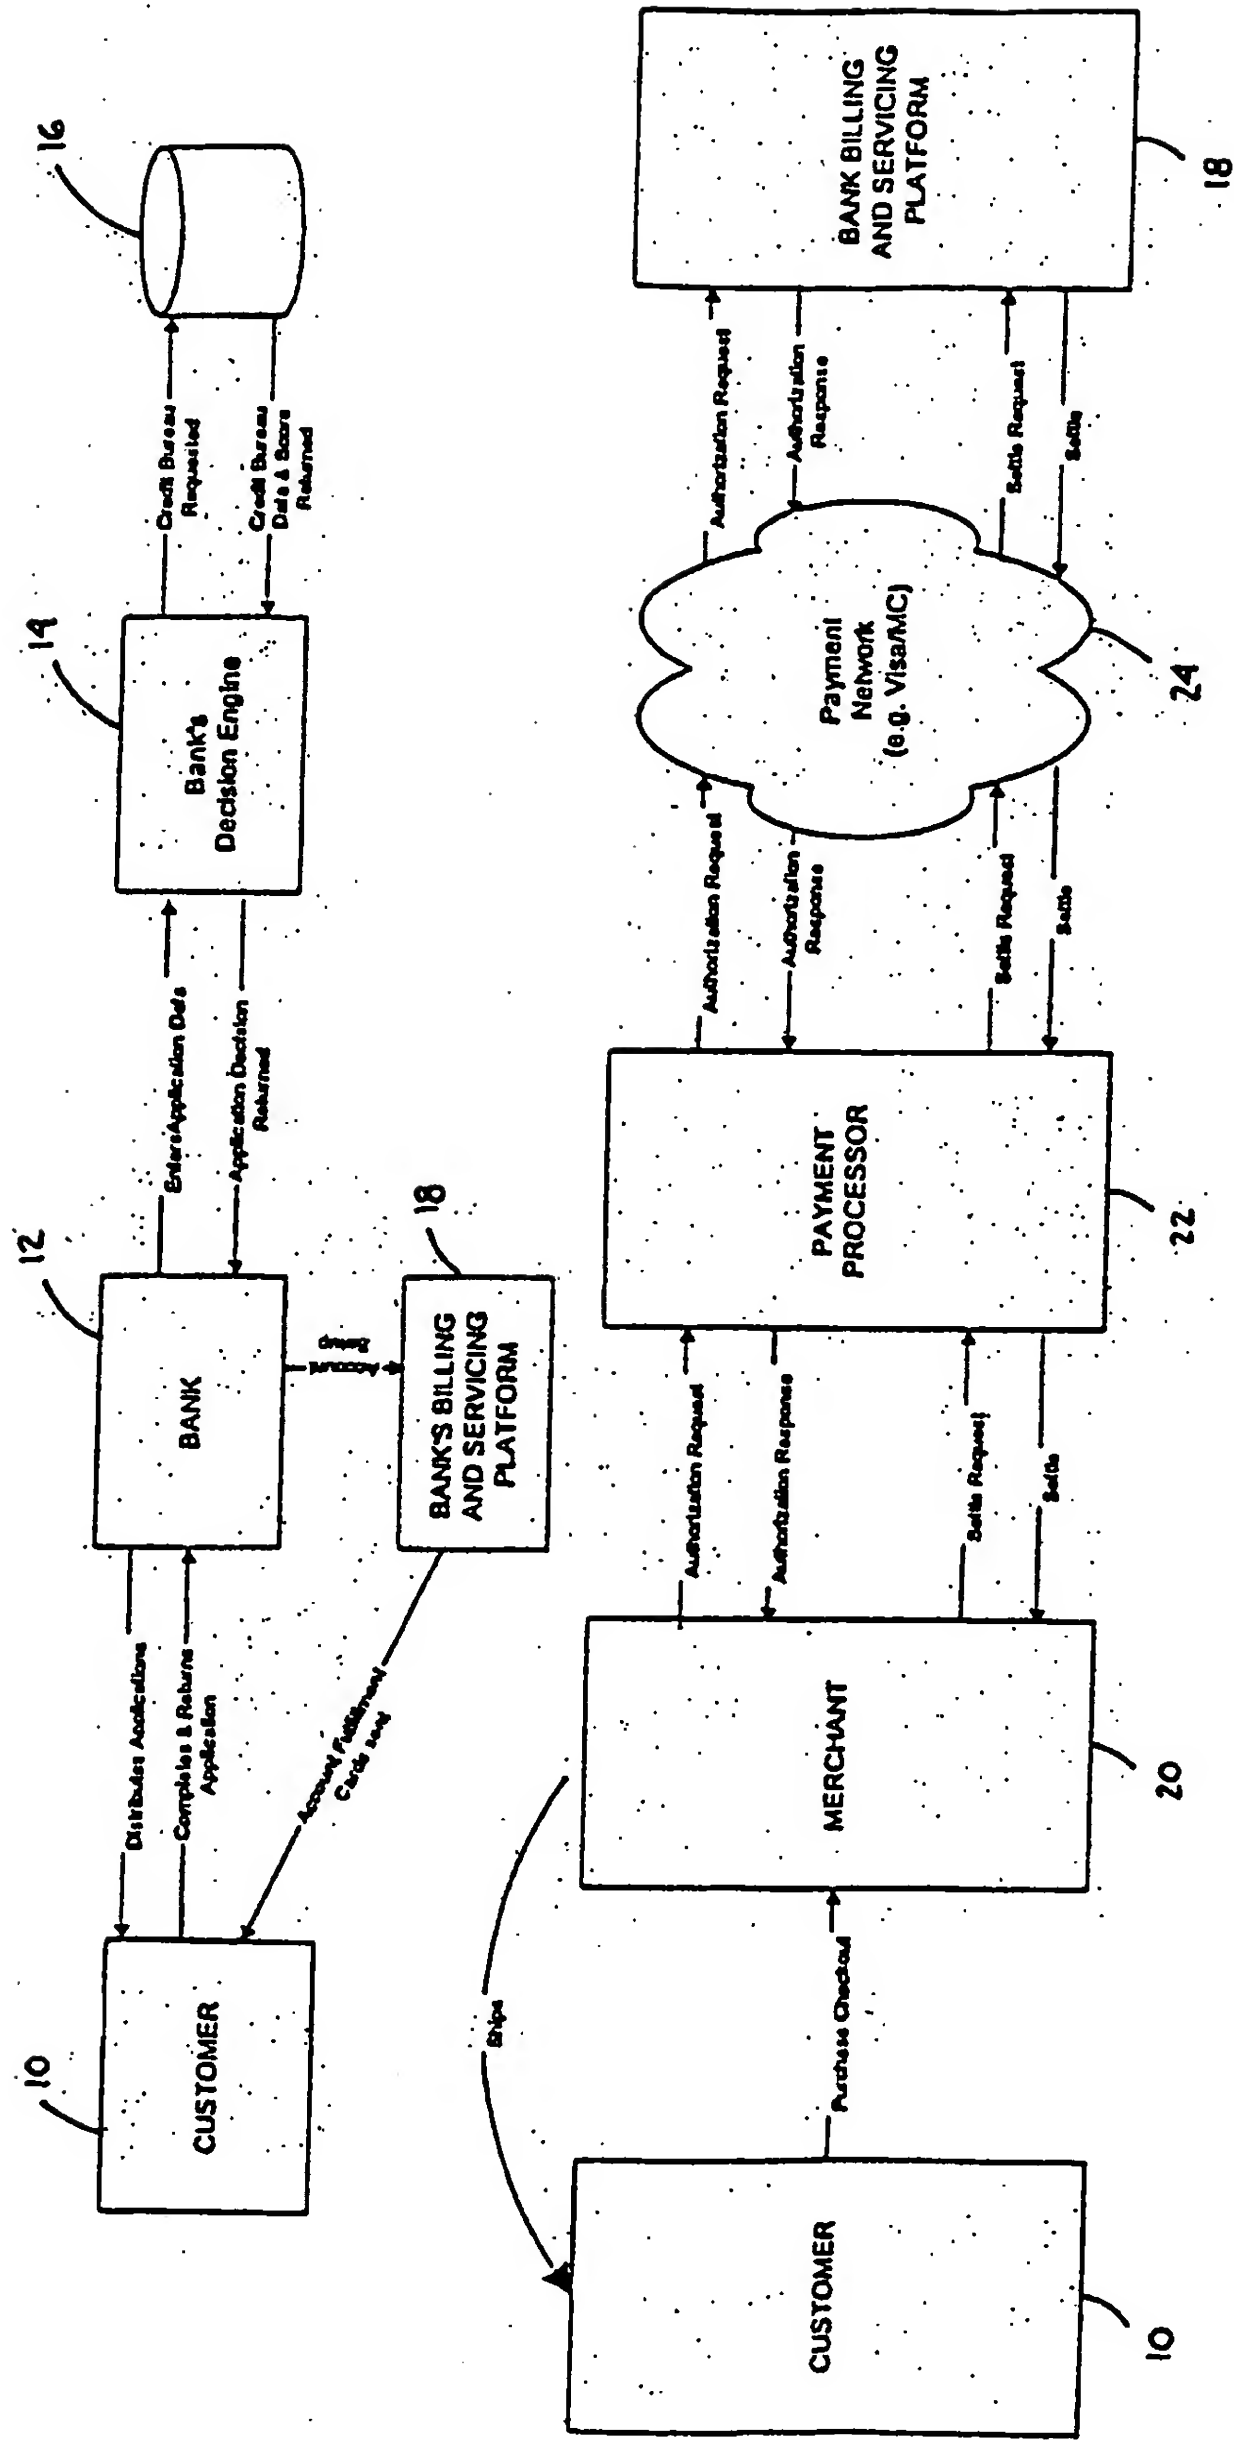 10
CUSTOMER
Distributes Applications
Completes & Returns
Application
Account Fulfillment
Cards sent
12
BANK
Account
Setup
18
BANK'S BILLING
AND SERVICING
PLATFORM
Enters Application Data
Application Decision
Returned
14
Bank's
Decision Engine
Credit Bureau
Requested
Credit Bureau
Data & Score
Returned
16
CUSTOMER
10
Ships
Purchase Checkout
MERCHANT
20
Authorization Request
Authorization Response
Settle Request
Settle
PAYMENT
PROCESSOR
22
Authorization Request
Authorization
Response
Settle Request
Settle
Payment
Network
(e.g. Visa/MC)
24
Authorization Request
Authorization
Response
Settle Request
Settle
BANK BILLING
AND SERVICING
PLATFORM
18